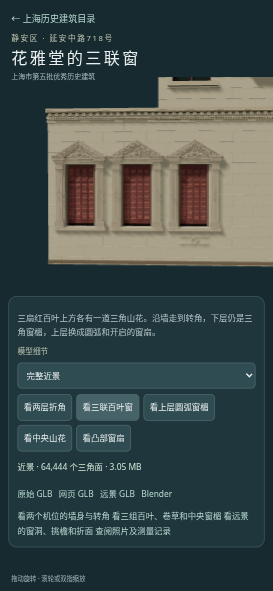 ← 上海历史建筑目录
静安区 · 延安中路718号
花雅堂的三联窗
上海市第五批优秀历史建筑
三扇红百叶上方各有一道三角山花。沿墙走到转角，下层仍是三
角窗楣，上层换成圆弧和开启的窗扇。
模型细节
完整近景
看两层折角
看三联百叶窗
看上层圆弧窗楣
看中央山花
看凸部窗扇
近景 · 64,444 个三角面 · 3.05 MB
原始 GLB 网页 GLB 远景 GLB Blender
看两个机位的墙身与转角 看三组百叶、卷草和中央窗楣 看远景
的窗洞、挑檐和折面 查阅照片及测量记录
拖动旋转 · 滚轮或双指缩放